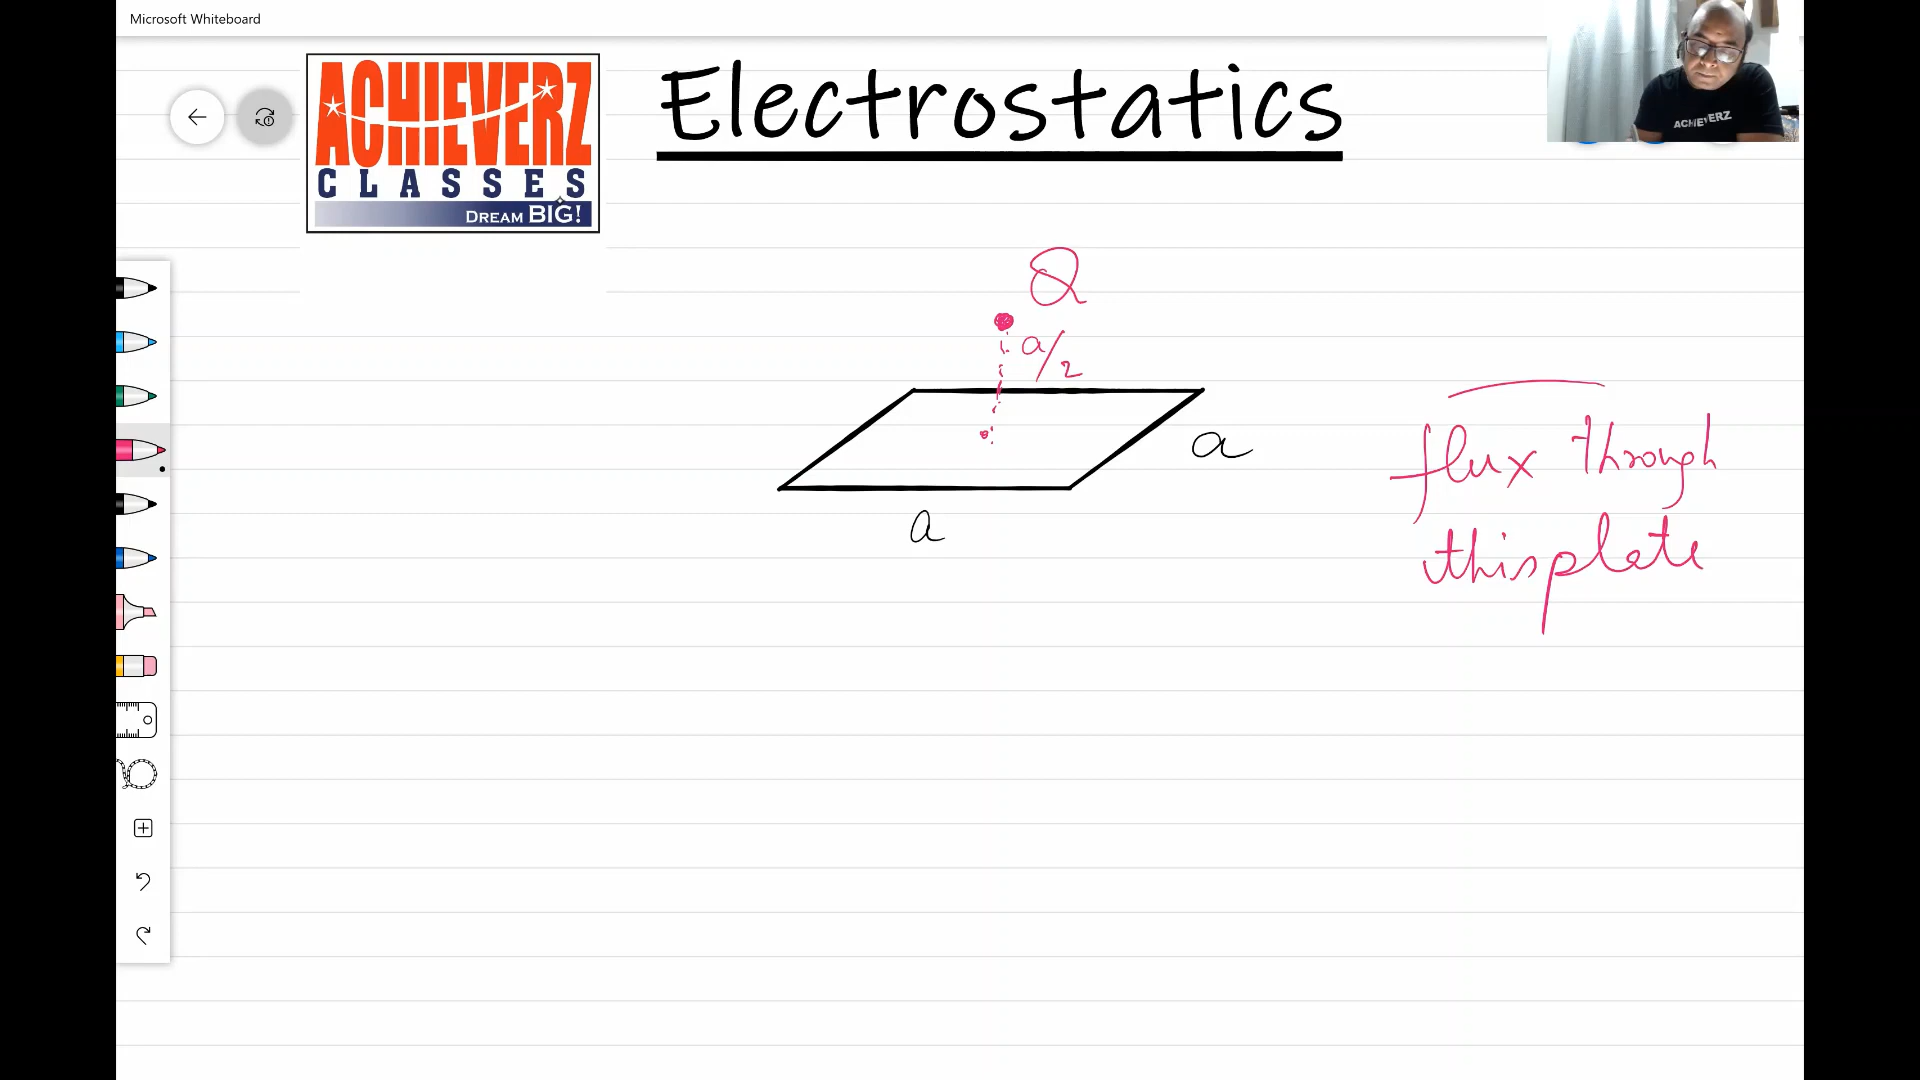 Microsoft Whiteboard
ACHIEVERZ
CLASSES
DREAM BIG!
Electrostatics
ACHIEVERZ
Q
a/2
a
a
flux through
this plate